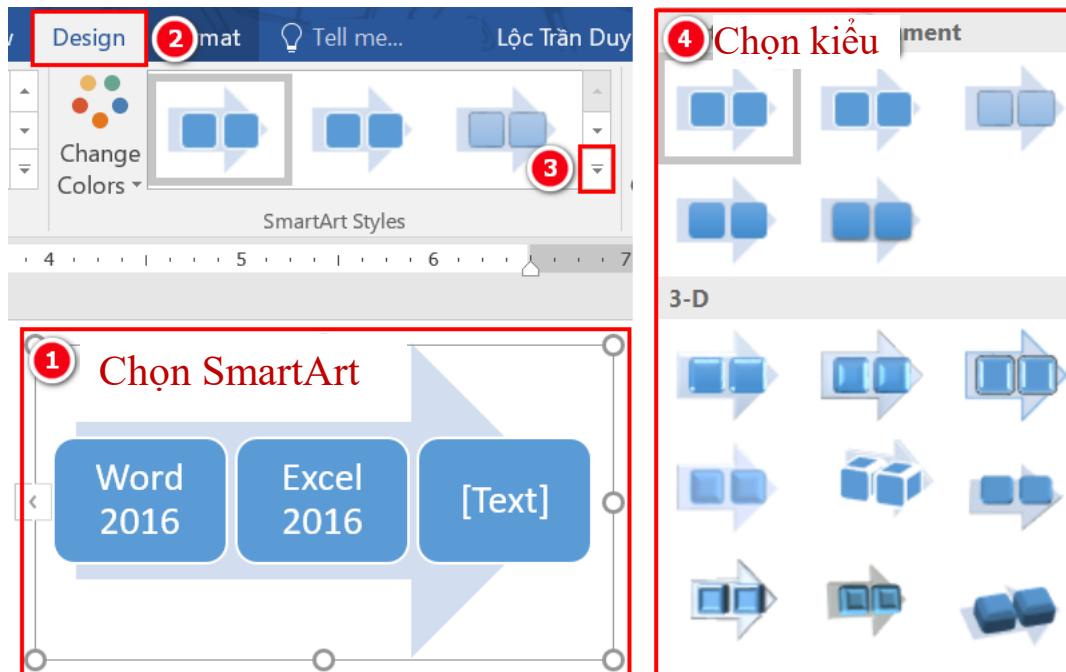 Design
2
mat
Tell me...
Lộc Trần Duy
Change
Colors
3
SmartArt Styles
4 5 6 7
1
Chọn SmartArt
Word
2016
Excel
2016
[Text]
4
Chọn kiểu
ment
3-D